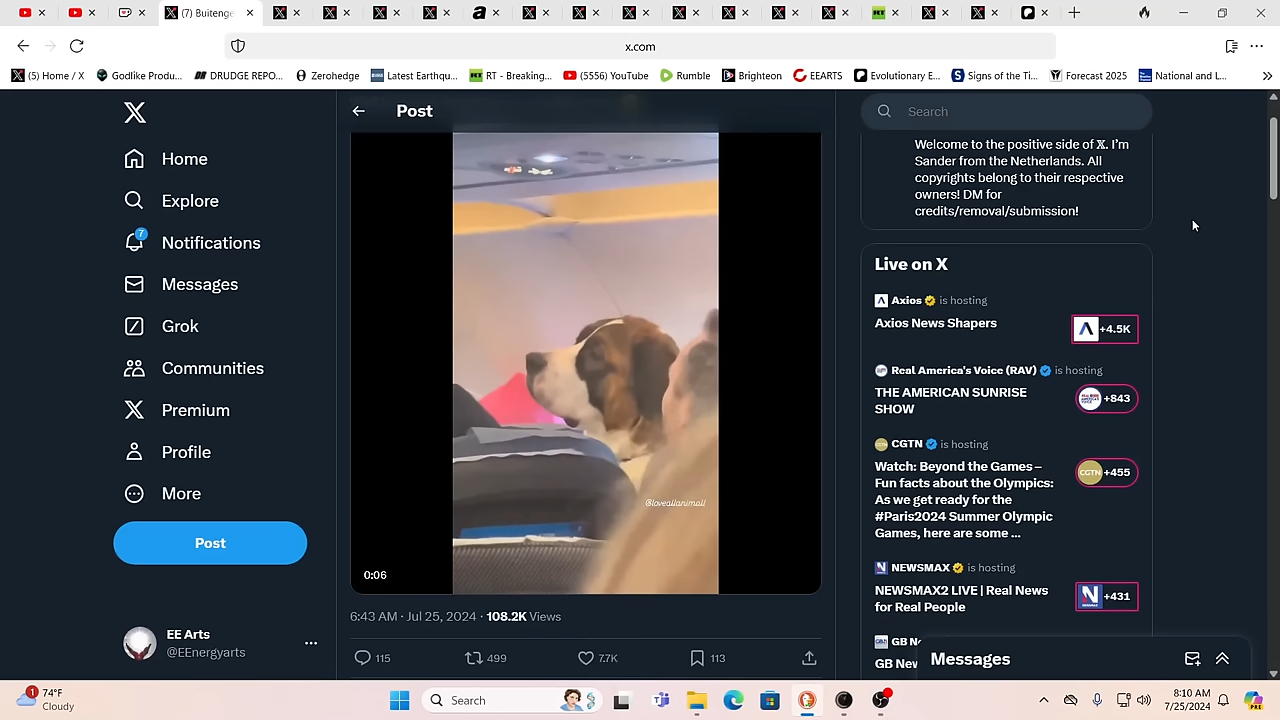 (7) Buitenge
x.com
(5) Home / X
Godlike Produ...
DRUDGE REPO...
Zerohedge
Latest Earthqu...
RT - Breaking...
(5556) YouTube
Rumble
Brighteon
EEARTS
Evolutionary E...
Signs of the Ti...
Forecast 2025
National and L...
Post
Search
Home
Explore
7
Notifications
Messages
Grok
Communities
Premium
Profile
More
Post
EE Arts
@EEnergyarts
@loveallanimall
0:06
6:43 AM · Jul 25, 2024 · 108.2K Views
115
499
7.7K
113
Welcome to the positive side of X. I'm
Sander from the Netherlands. All
copyrights belong to their respective
owners! DM for
credits/removal/submission!
Live on X
Axios is hosting
Axios News Shapers
+4.5K
Real America's Voice (RAV) is hosting
THE AMERICAN SUNRISE
SHOW
+843
CGTN is hosting
Watch: Beyond the Games –
Fun facts about the Olympics:
As we get ready for the
#Paris2024 Summer Olympic
Games, here are some ...
CGTN
+455
NEWSMAX is hosting
NEWSMAX2 LIVE | Real News
for Real People
+431
GB N
GB New
Messages
1
74°F
Cloudy
Search
8:10 AM
7/25/2024
PRE